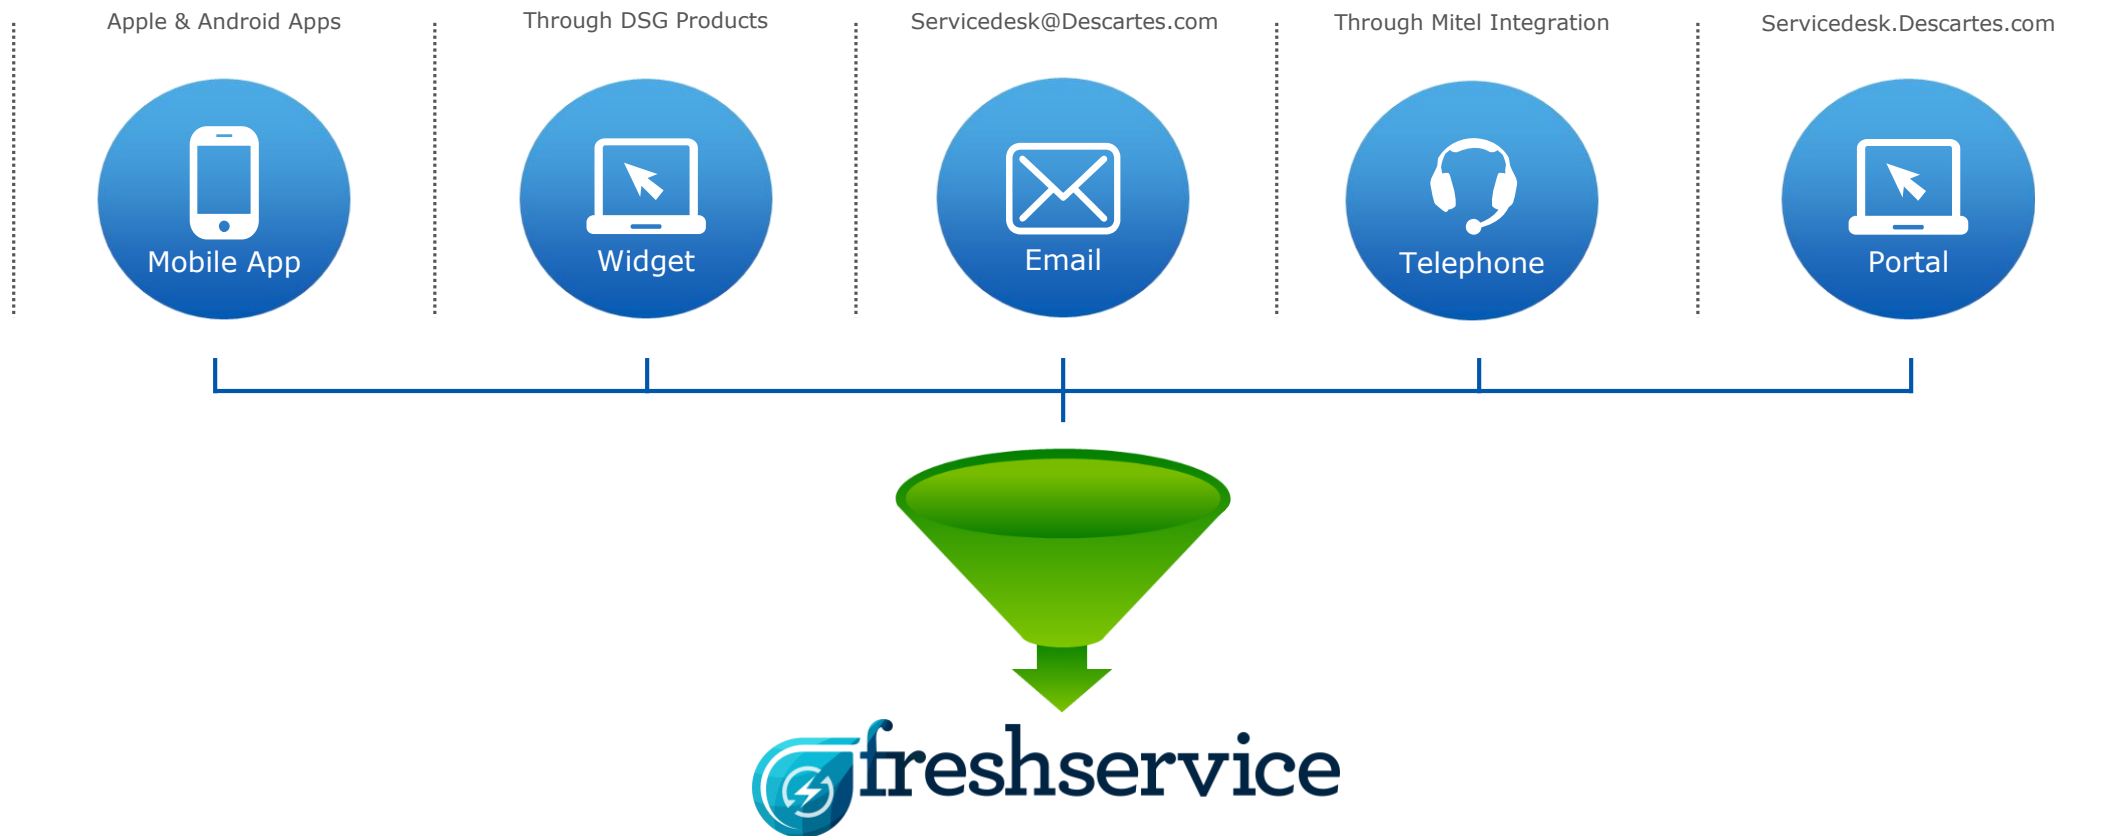 Apple & Android Apps
Through DSG Products
Servicedesk@Descartes.com
Through Mitel Integration
Servicedesk.Descartes.com
Mobile App
Widget
Email
Telephone
Portal
freshservice